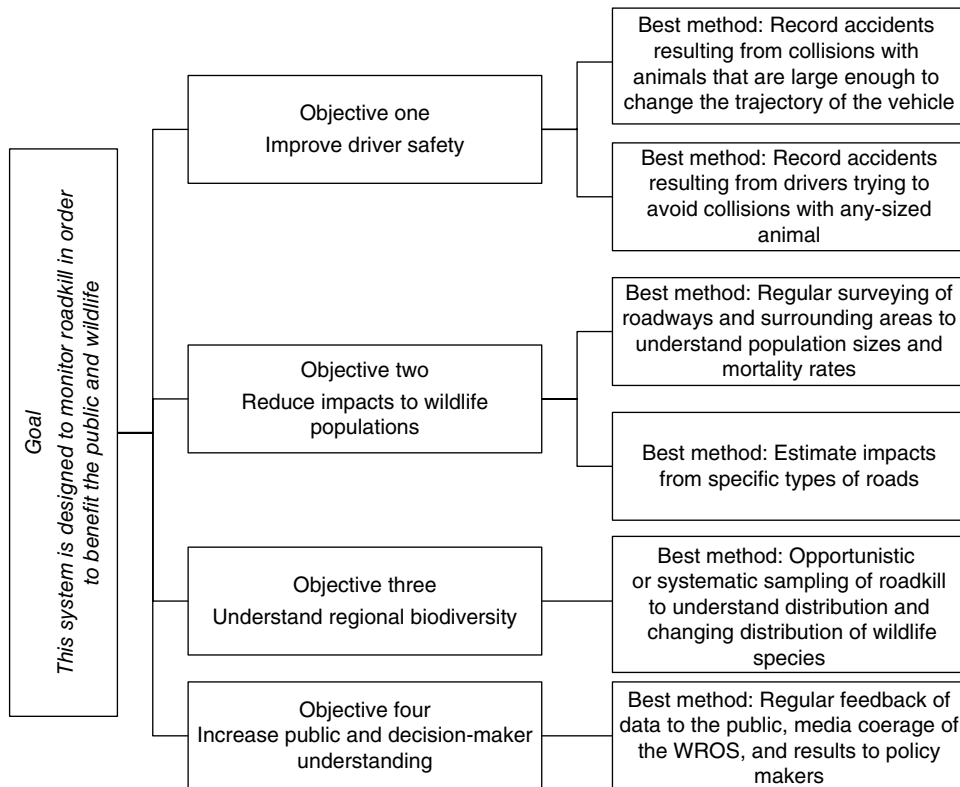 Goal
This system is designed to monitor roadkill in order
to benefit the public and wildlife
Objective one
Improve driver safety
Best method: Record accidents
resulting from collisions with
animals that are large enough to
change the trajectory of the vehicle
Best method: Record accidents
resulting from drivers trying to
avoid collisions with any-sized
animal
Objective two
Reduce impacts to wildlife
populations
Best method: Regular surveying of
roadways and surrounding areas to
understand population sizes and
mortality rates
Best method: Estimate impacts
from specific types of roads
Objective three
Understand regional biodiversity
Best method: Opportunistic
or systematic sampling of roadkill
to understand distribution and
changing distribution of wildlife
species
Objective four
Increase public and decision-maker
understanding
Best method: Regular feedback of
data to the public, media coerage of
the WROS, and results to policy
makers